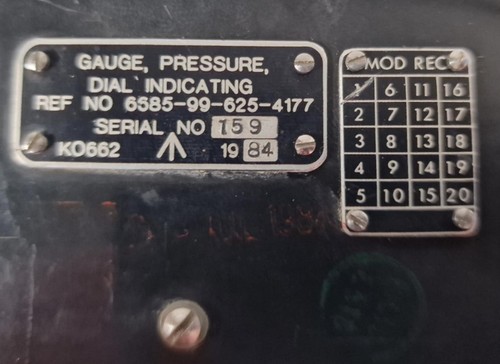 GAUGE, PRESSURE,
DIAL INDICATING
REF NO 6585-99-625-4177
SERIAL NO 159
KO662 19 84
MOD REC
1 6 11 16
2 7 12 17
3 8 13 18
4 9 14 19
5 10 15 20